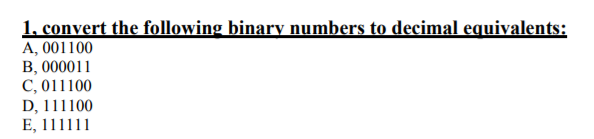 1, convert the following binary numbers to decimal equivalents:
A, 001100
B, 000011
C, 011100
D, 111100
E, 111111